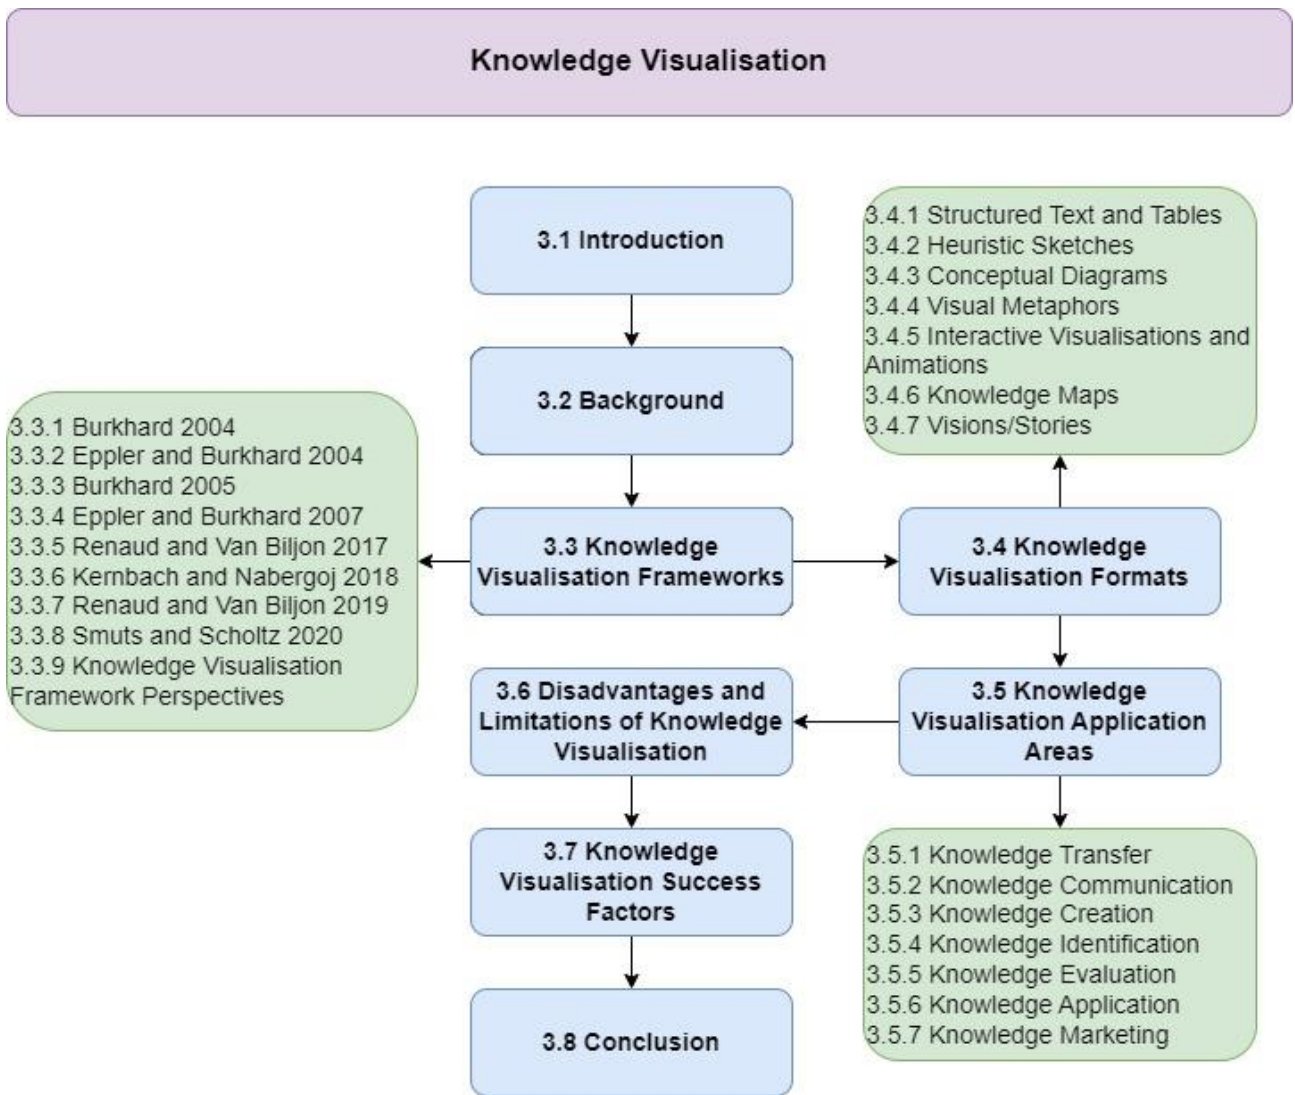 Knowledge Visualisation
3.1 Introduction
3.2 Background
3.3 Knowledge
Visualisation Frameworks
3.3.1 Burkhard 2004
3.3.2 Eppler and Burkhard 2004
3.3.3 Burkhard 2005
3.3.4 Eppler and Burkhard 2007
3.3.5 Renaud and Van Biljon 2017
3.3.6 Kernbach and Nabergoj 2018
3.3.7 Renaud and Van Biljon 2019
3.3.8 Smuts and Scholtz 2020
3.3.9 Knowledge Visualisation
Framework Perspectives
3.4 Knowledge
Visualisation Formats
3.4.1 Structured Text and Tables
3.4.2 Heuristic Sketches
3.4.3 Conceptual Diagrams
3.4.4 Visual Metaphors
3.4.5 Interactive Visualisations and
Animations
3.4.6 Knowledge Maps
3.4.7 Visions/Stories
3.5 Knowledge
Visualisation Application
Areas
3.5.1 Knowledge Transfer
3.5.2 Knowledge Communication
3.5.3 Knowledge Creation
3.5.4 Knowledge Identification
3.5.5 Knowledge Evaluation
3.5.6 Knowledge Application
3.5.7 Knowledge Marketing
3.6 Disadvantages and
Limitations of Knowledge
Visualisation
3.7 Knowledge
Visualisation Success
Factors
3.8 Conclusion